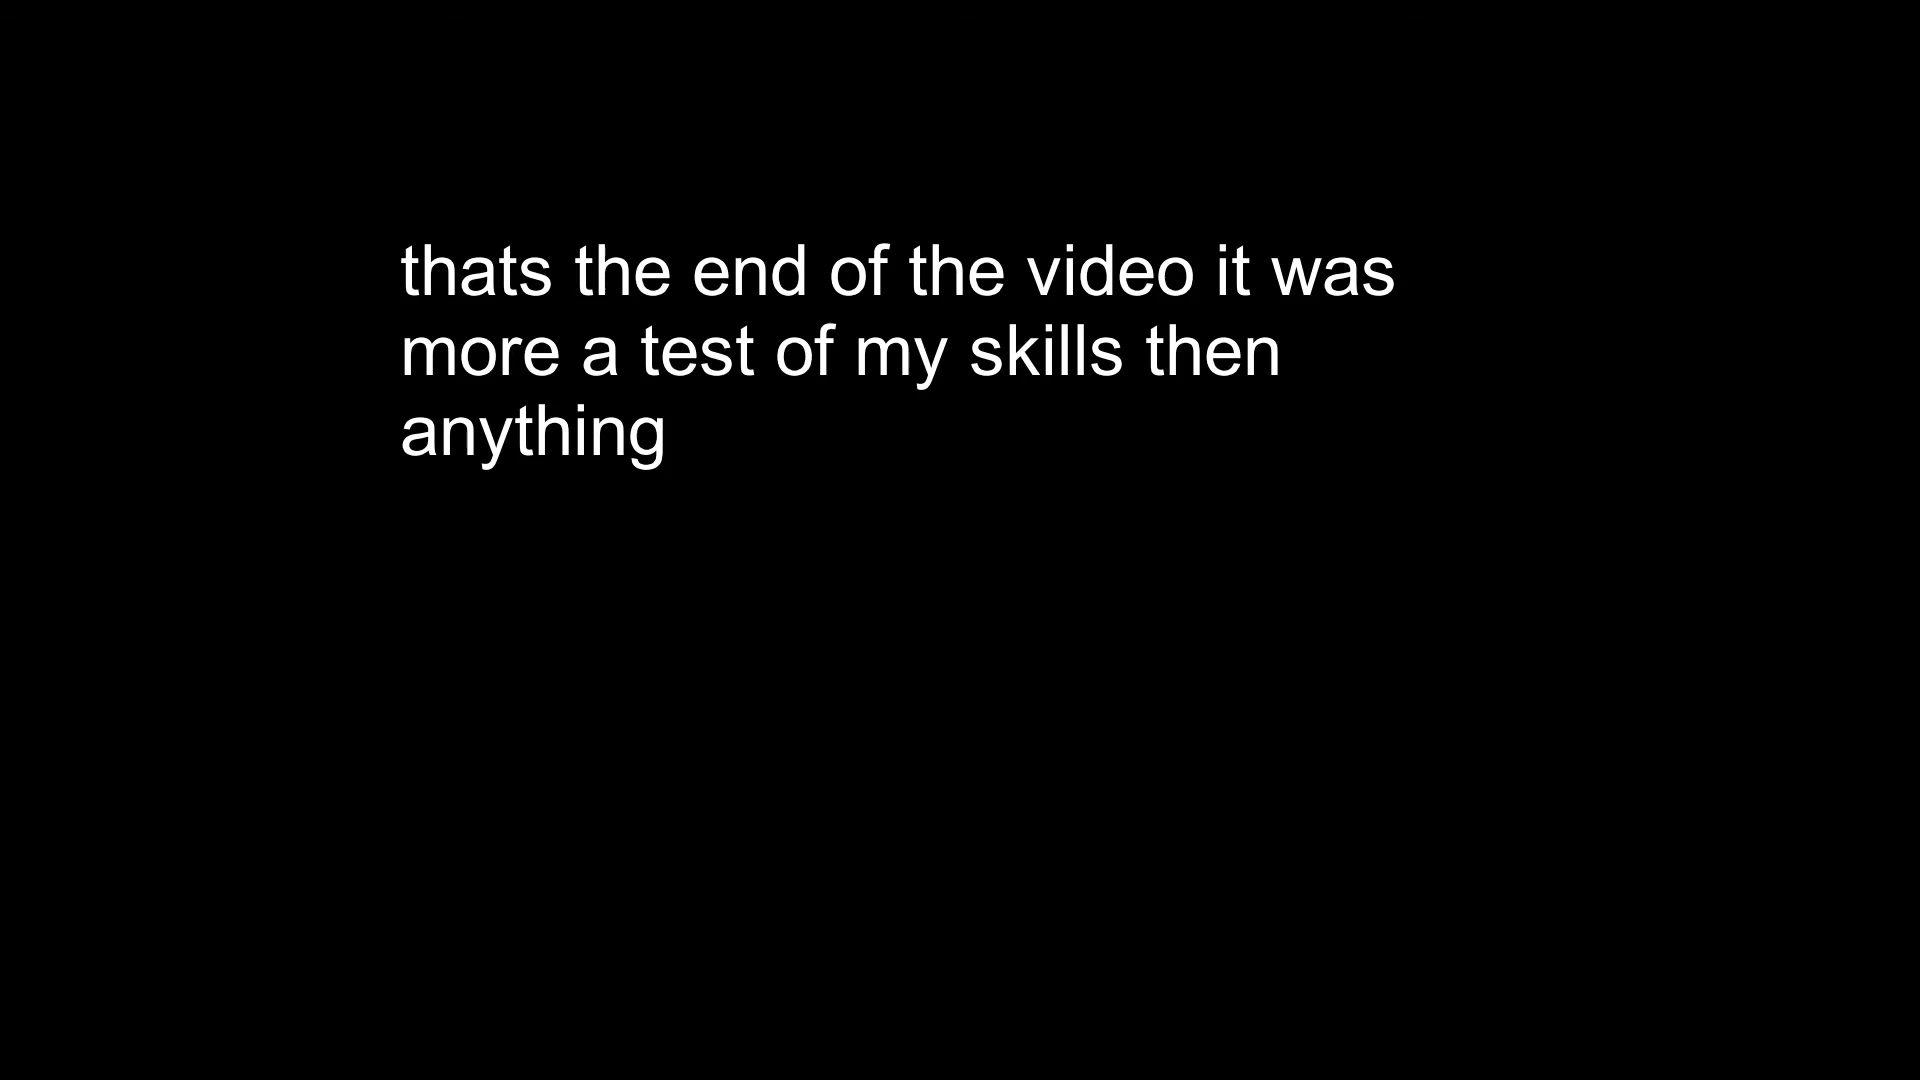 thats the end of the video it was
more a test of my skills then
anything